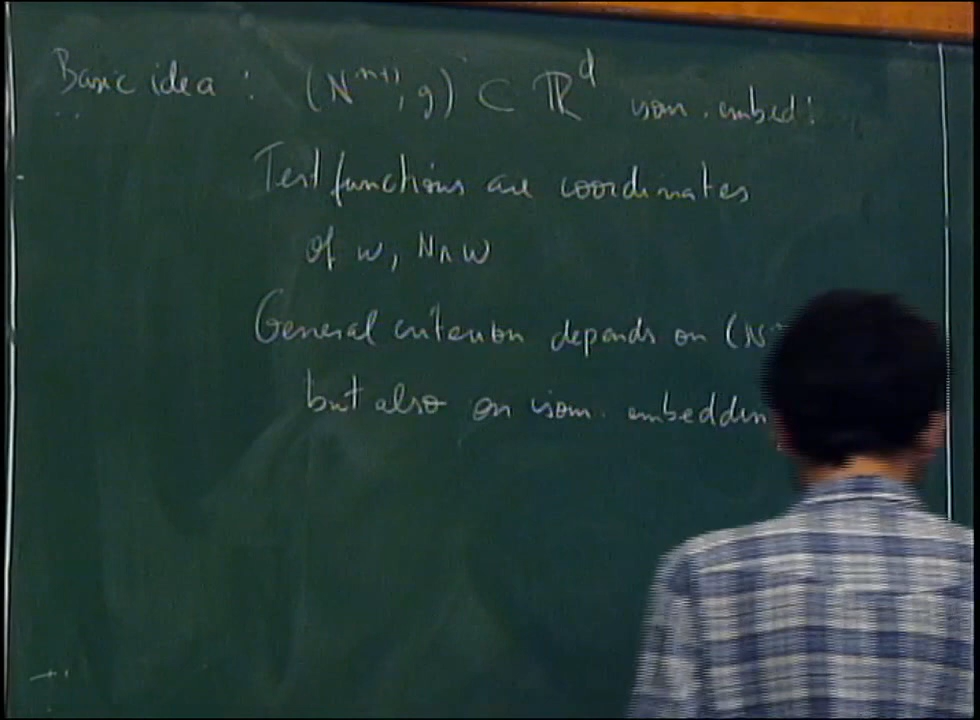 Basic idea : (N^{n+1}, g) ⊂ ℝ^d isom. embed!
Test functions are coordinates
of ω, N∧ω
General criterion depends on (N
but also on isom. embeddin